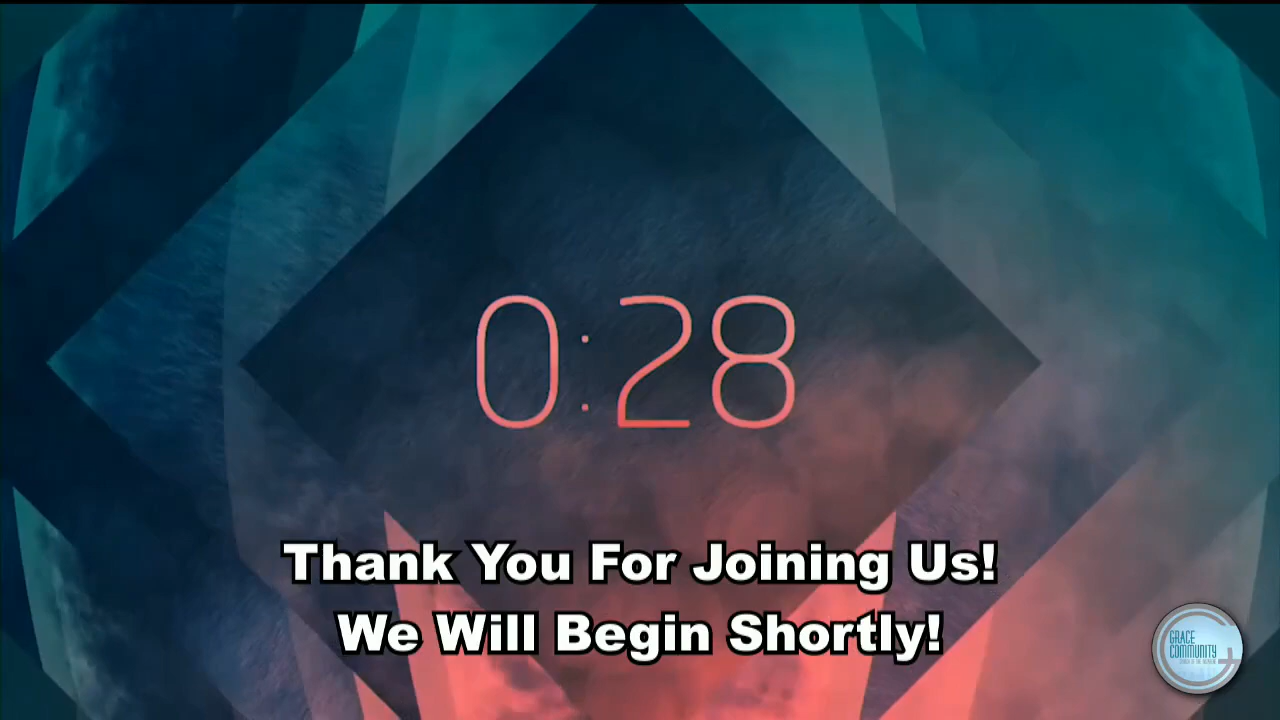 0:28
Thank You For Joining Us!
We Will Begin Shortly!
GRACE
COMMUNITY